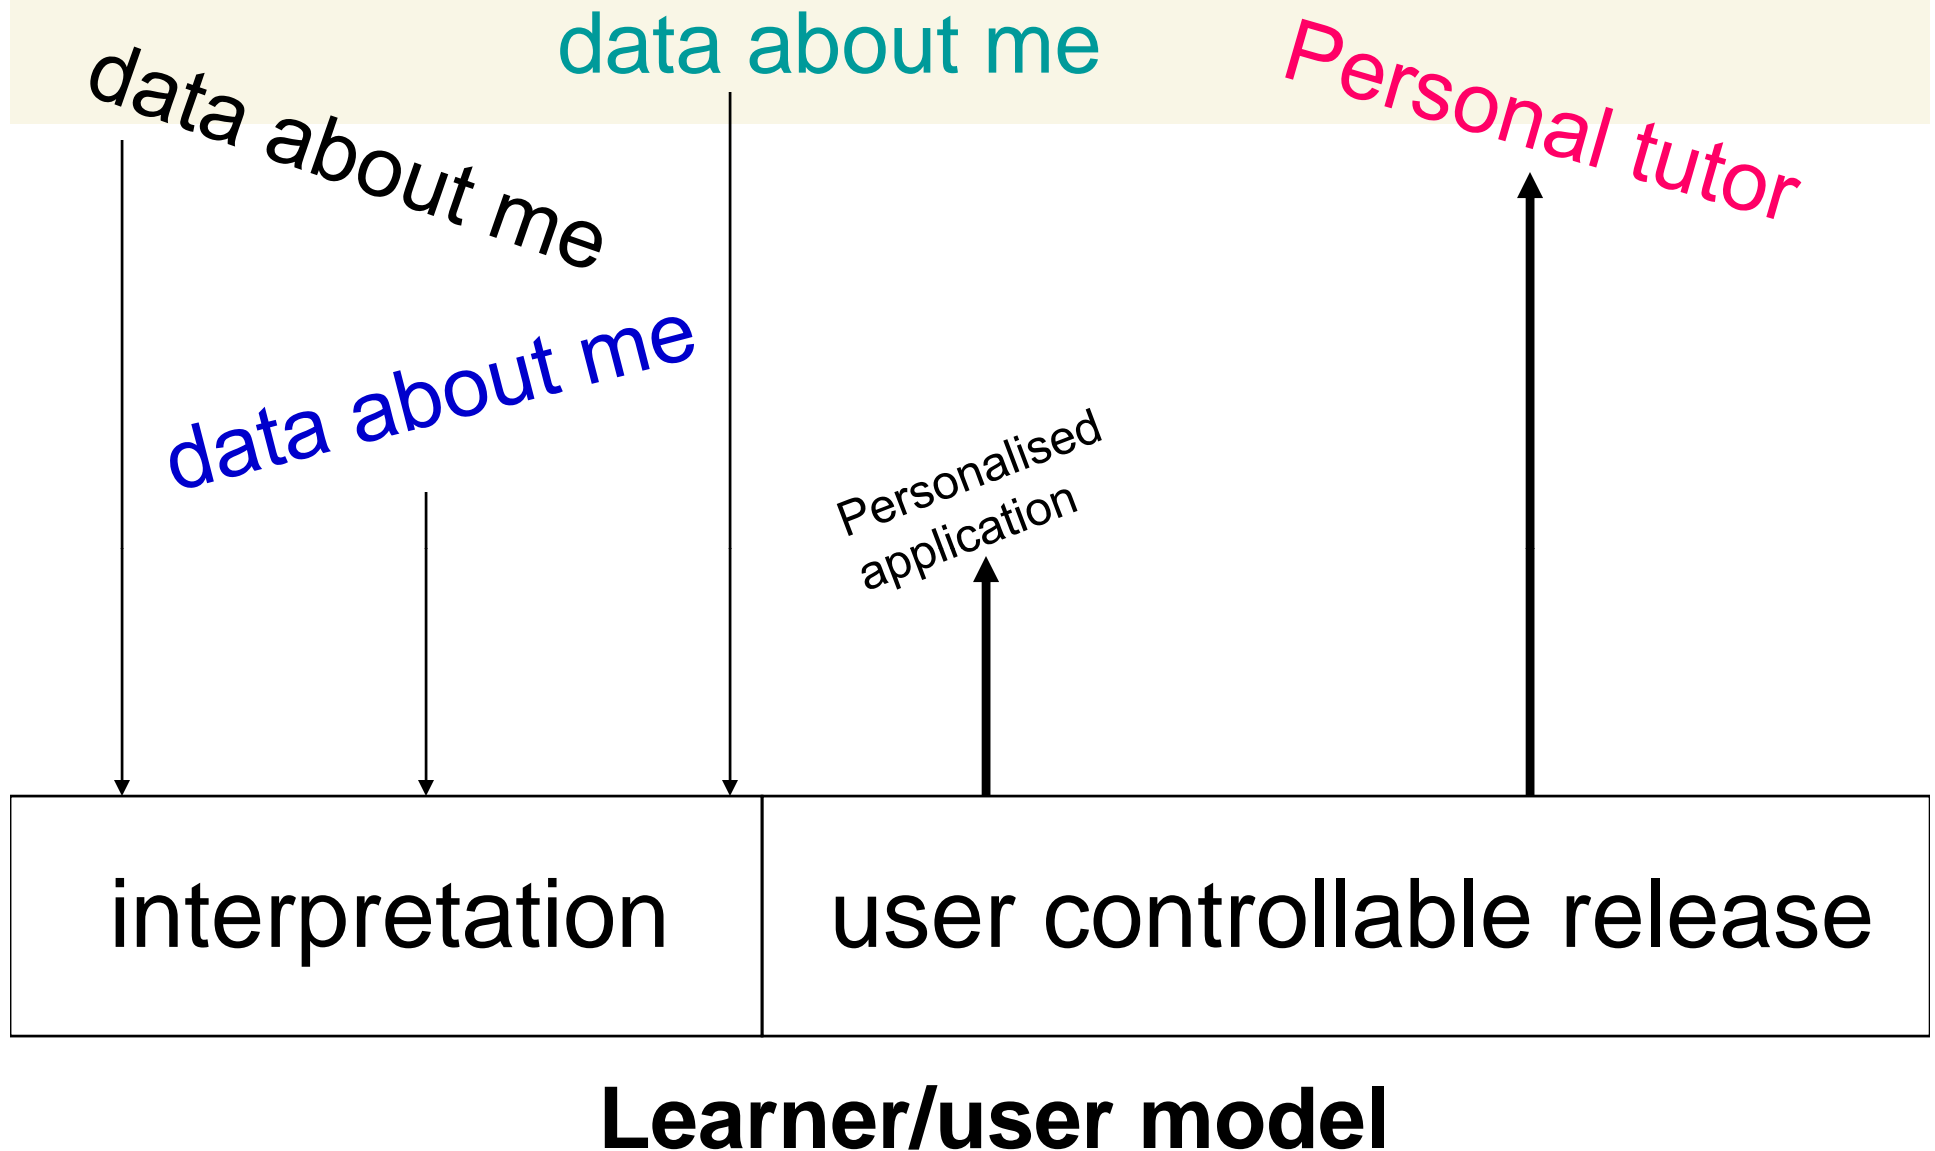 data about me
data about me
Personal tutor
data about me
Personalised
application
interpretation
user controllable release
Learner/user model